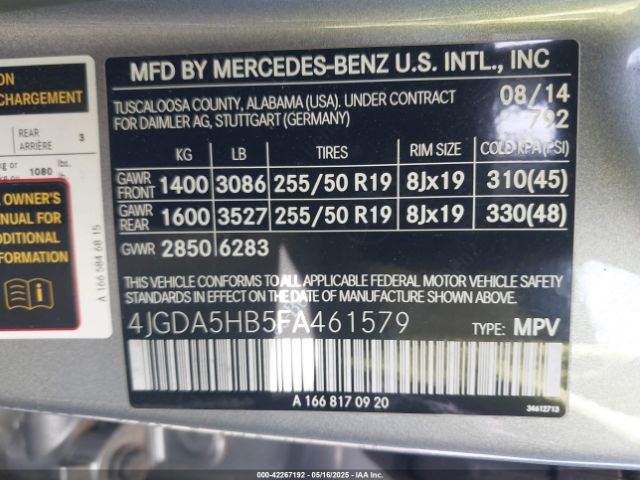 ON
CHARGEMENT
REAR
ARRIÈRE
3
kg or 1080 lbs.
'S OWNER'S
MANUAL FOR
ADDITIONAL
INFORMATION
A 166 584 68 15
MFD BY MERCEDES-BENZ U.S. INTL., INC
TUSCALOOSA COUNTY, ALABAMA (USA). UNDER CONTRACT 08/14
FOR DAIMLER AG, STUTTGART (GERMANY) 792
KG LB TIRES RIM SIZE COLD KPA (PSI)
GAWR FRONT 1400 3086 255/50 R19 8Jx19 310(45)
GAWR REAR 1600 3527 255/50 R19 8Jx19 330(48)
GVWR 2850 6283
THIS VEHICLE CONFORMS TO ALL APPLICABLE FEDERAL MOTOR VEHICLE SAFETY
STANDARDS IN EFFECT ON THE DATE OF MANUFACTURE SHOWN ABOVE.
4JGDA5HB5FA461579 TYPE: MPV
A 166 817 09 20
34612713
000-42267192 - 05/16/2025 - IAA Inc.